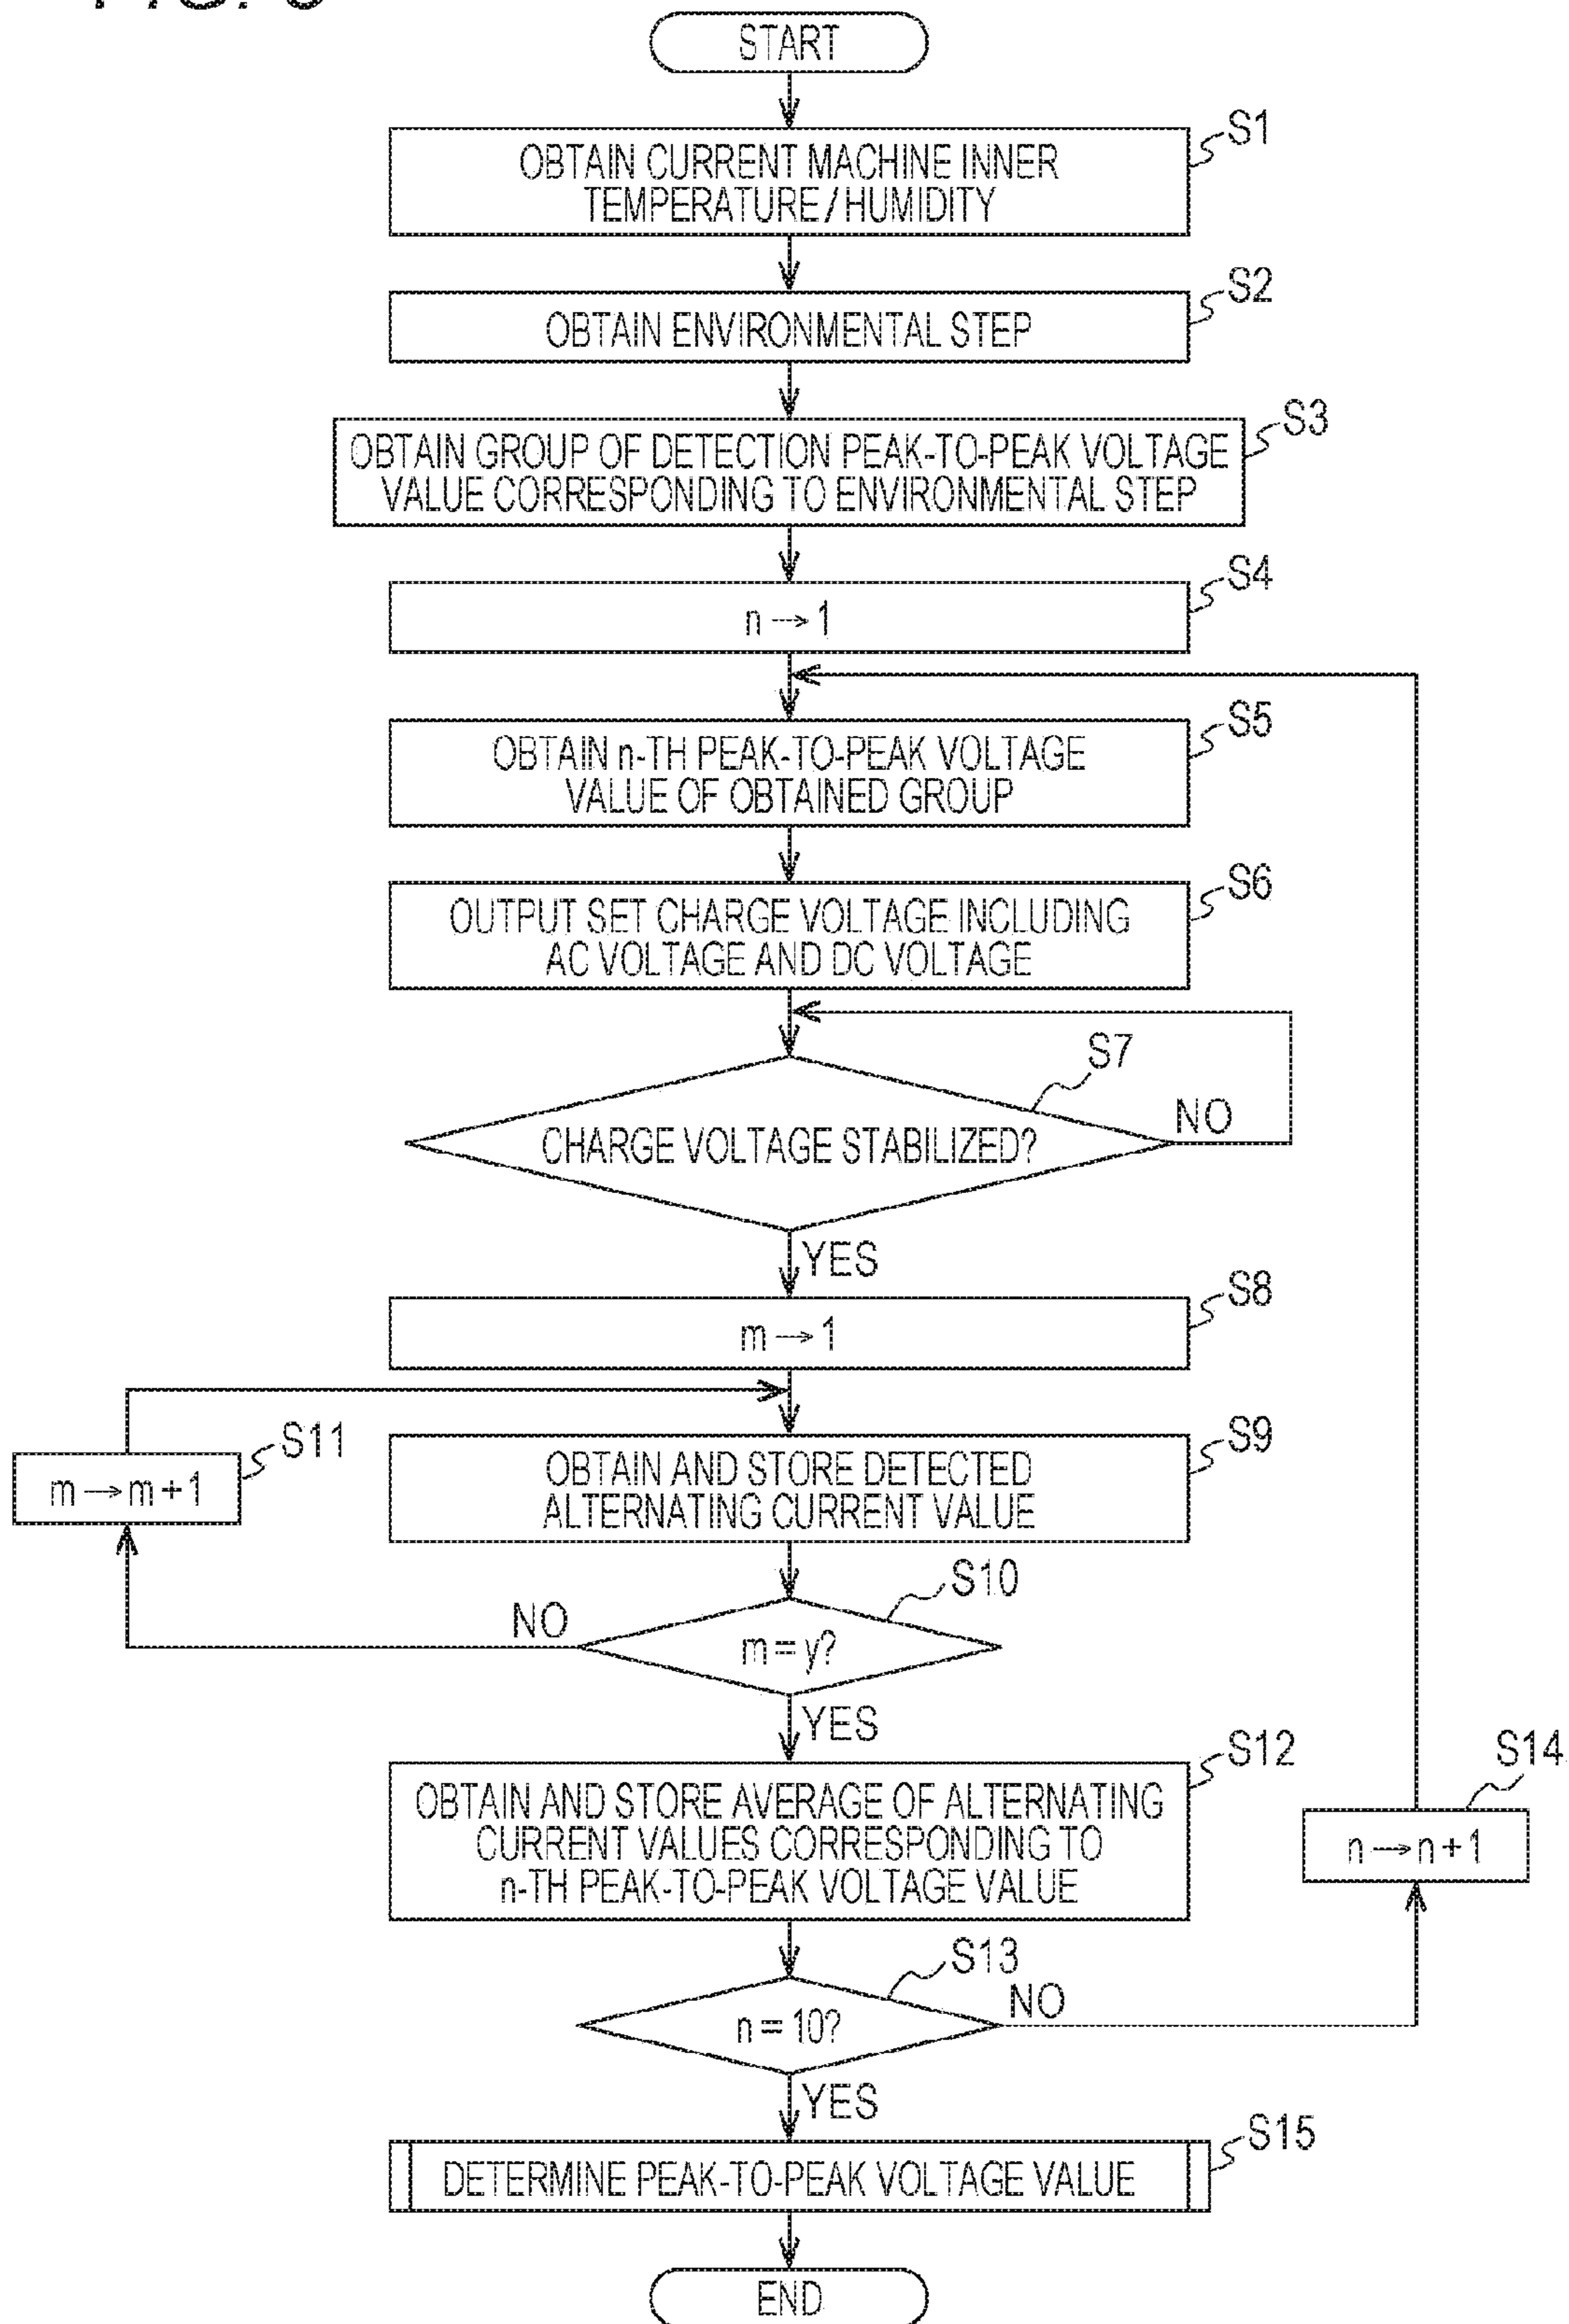 START
S1
OBTAIN CURRENT MACHINE INNER
TEMPERATURE / HUMIDITY
S2
OBTAIN ENVIRONMENTAL STEP
S3
OBTAIN GROUP OF DETECTION PEAK-TO-PEAK VOLTAGE
VALUE CORRESPONDING TO ENVIRONMENTAL STEP
S4
n → 1
S5
OBTAIN n-TH PEAK-TO-PEAK VOLTAGE
VALUE OF OBTAINED GROUP
S6
OUTPUT SET CHARGE VOLTAGE INCLUDING
AC VOLTAGE AND DC VOLTAGE
S7
CHARGE VOLTAGE STABILIZED?
NO
YES
S8
m → 1
S11
m → m + 1
S9
OBTAIN AND STORE DETECTED
ALTERNATING CURRENT VALUE
S10
NO
m = y?
YES
S12
OBTAIN AND STORE AVERAGE OF ALTERNATING
CURRENT VALUES CORRESPONDING TO
n-TH PEAK-TO-PEAK VOLTAGE VALUE
S14
n → n + 1
S13
n = 10?
NO
YES
S15
DETERMINE PEAK-TO-PEAK VOLTAGE VALUE
END